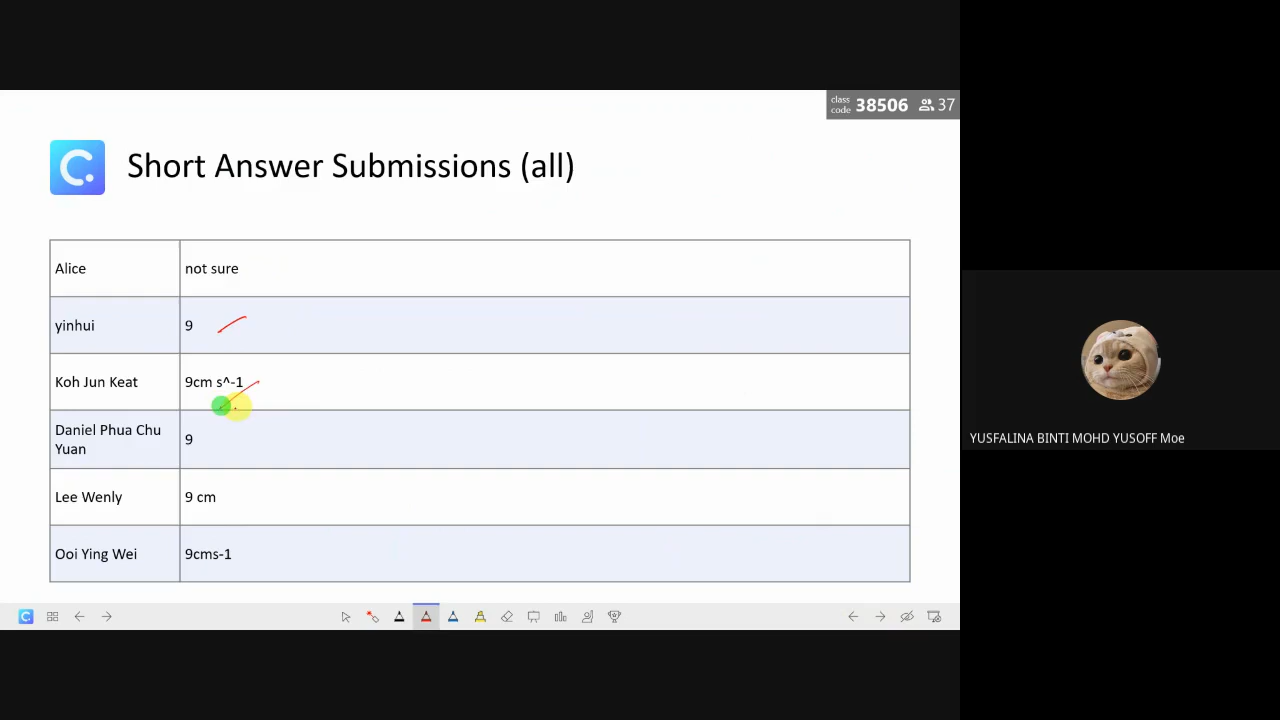 class
code 38506 37
Short Answer Submissions (all)
Alice not sure
yinhui 9
Koh Jun Keat 9cm s^-1
Daniel Phua Chu
Yuan 9
Lee Wenly 9 cm
Ooi Ying Wei 9cms-1
YUSFALINA BINTI MOHD YUSOFF Moe